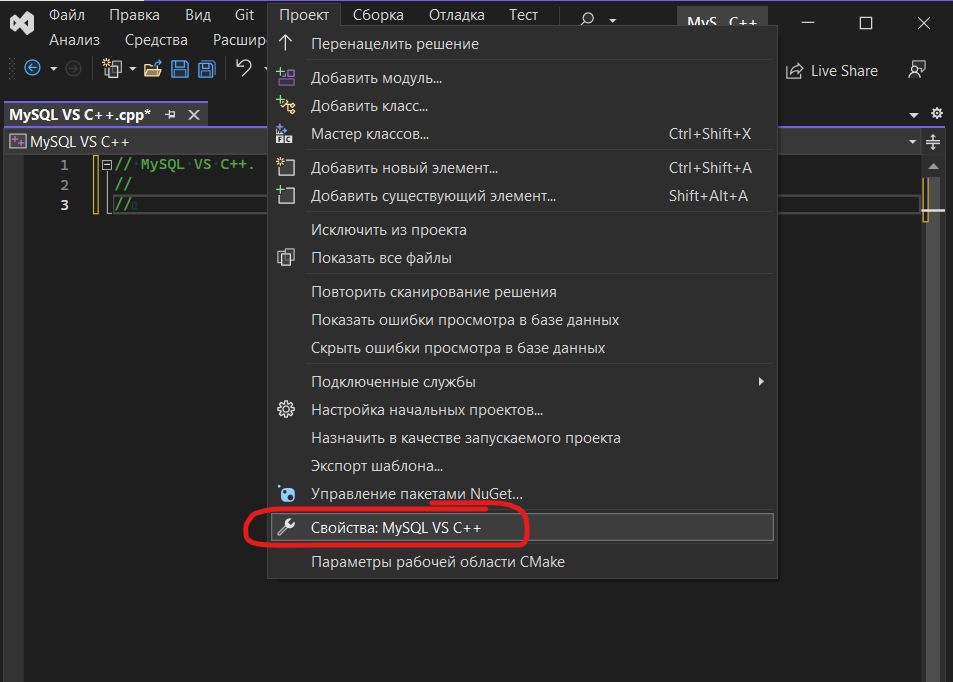 Файл Правка Вид Git Проект Сборка Отладка Тест
Анализ Средства Расшир
MyS C++
Live Share
MySQL VS C++.cpp*
MySQL VS C++
1 // MySQL VS C++.
2 //
3 //
Перенацелить решение
Добавить модуль...
Добавить класс...
Мастер классов... Ctrl+Shift+X
Добавить новый элемент... Ctrl+Shift+A
Добавить существующий элемент... Shift+Alt+A
Исключить из проекта
Показать все файлы
Повторить сканирование решения
Показать ошибки просмотра в базе данных
Скрыть ошибки просмотра в базе данных
Подключенные службы
Настройка начальных проектов...
Назначить в качестве запускаемого проекта
Экспорт шаблона...
Управление пакетами NuGet...
Свойства: MySQL VS C++
Параметры рабочей области CMake